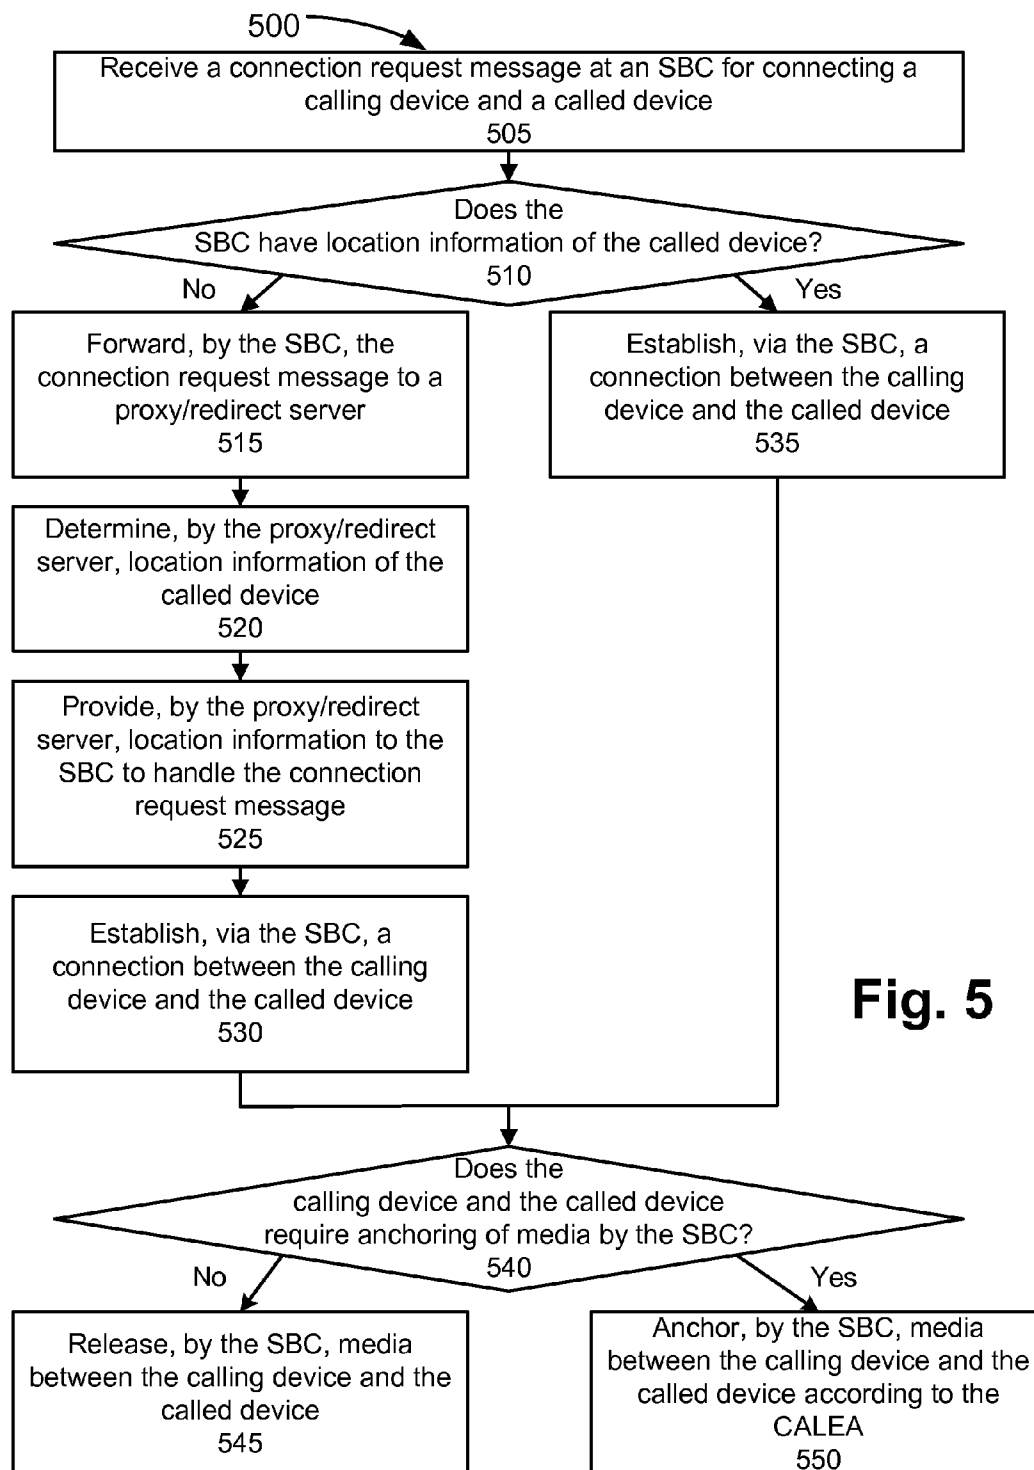 500
Receive a connection request message at an SBC for connecting a
calling device and a called device
505
Does the
SBC have location information of the called device?
510
No
Yes
Forward, by the SBC, the
connection request message to a
proxy/redirect server
515
Establish, via the SBC, a
connection between the calling
device and the called device
535
Determine, by the proxy/redirect
server, location information of the
called device
520
Provide, by the proxy/redirect
server, location information to the
SBC to handle the connection
request message
525
Establish, via the SBC, a
connection between the calling
device and the called device
530
Fig. 5
Does the
calling device and the called device
require anchoring of media by the SBC?
540
No
Yes
Release, by the SBC, media
between the calling device and the
called device
545
Anchor, by the SBC, media
between the calling device and the
called device according to the
CALEA
550